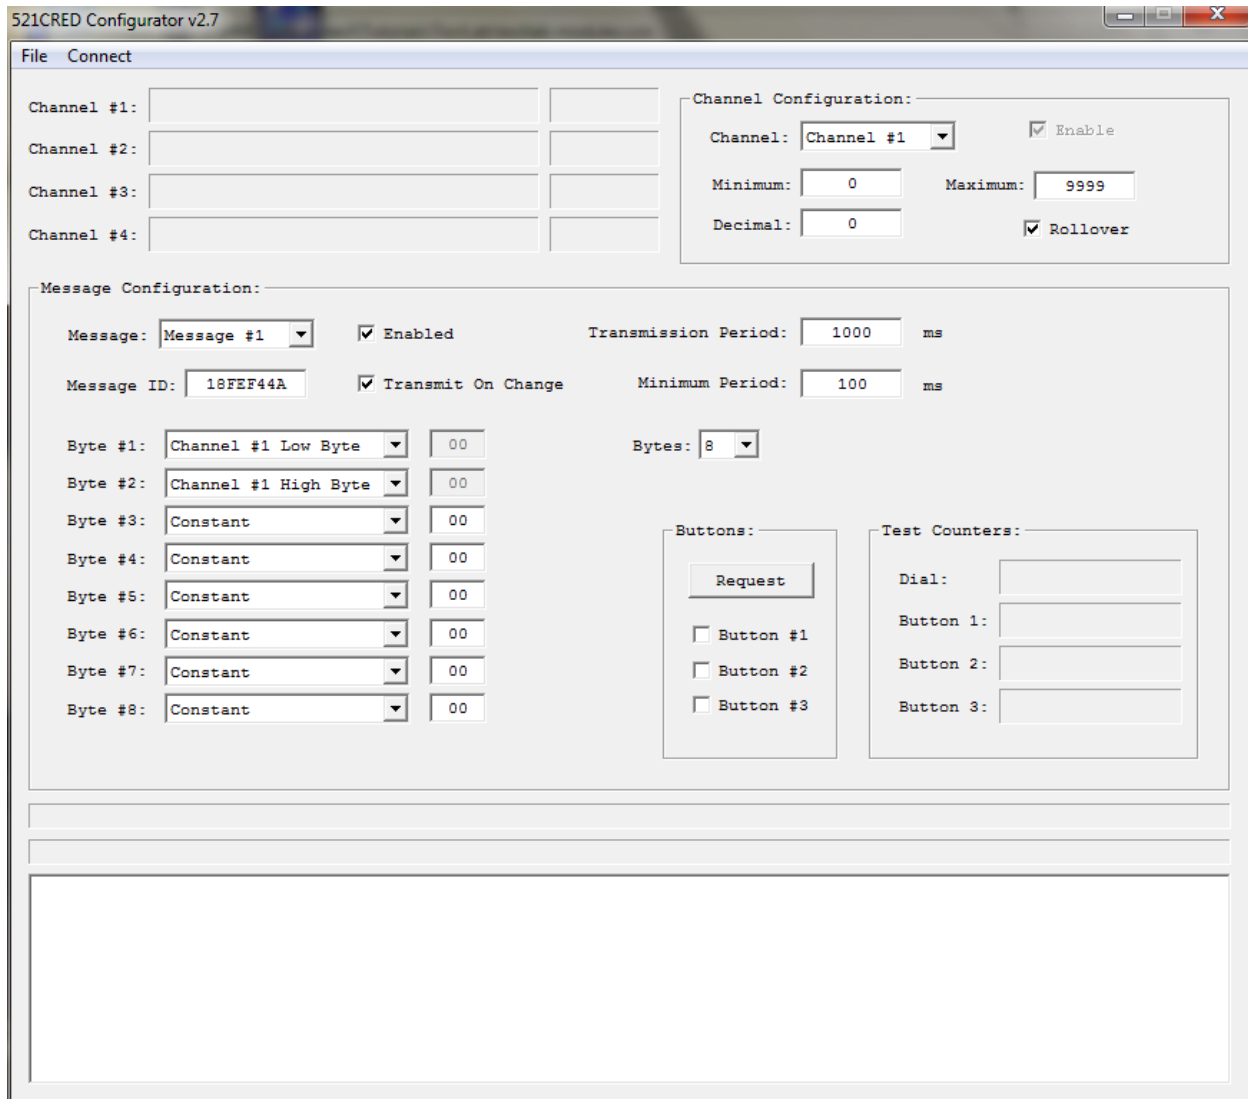 521CRED Configurator v2.7
File Connect
Channel #1:
Channel #2:
Channel #3:
Channel #4:
Channel Configuration:
Channel: Channel #1 Enable
Minimum: 0 Maximum: 9999
Decimal: 0 Rollover
Message Configuration:
Message: Message #1 Enabled Transmission Period: 1000 ms
Message ID: 18FEF44A Transmit On Change Minimum Period: 100 ms
Byte #1: Channel #1 Low Byte 00 Bytes: 8
Byte #2: Channel #1 High Byte 00
Byte #3: Constant 00
Byte #4: Constant 00
Byte #5: Constant 00
Byte #6: Constant 00
Byte #7: Constant 00
Byte #8: Constant 00
Buttons:
Request
Button #1
Button #2
Button #3
Test Counters:
Dial:
Button 1:
Button 2:
Button 3: